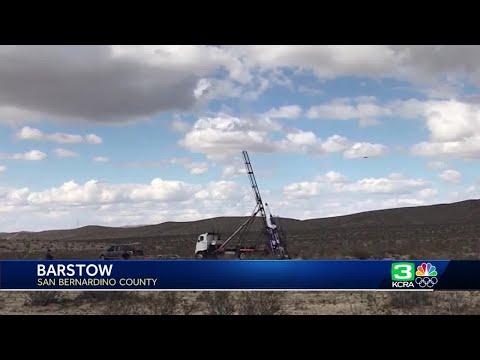 BARSTOW
SAN BERNARDINO COUNTY
3
KCRA